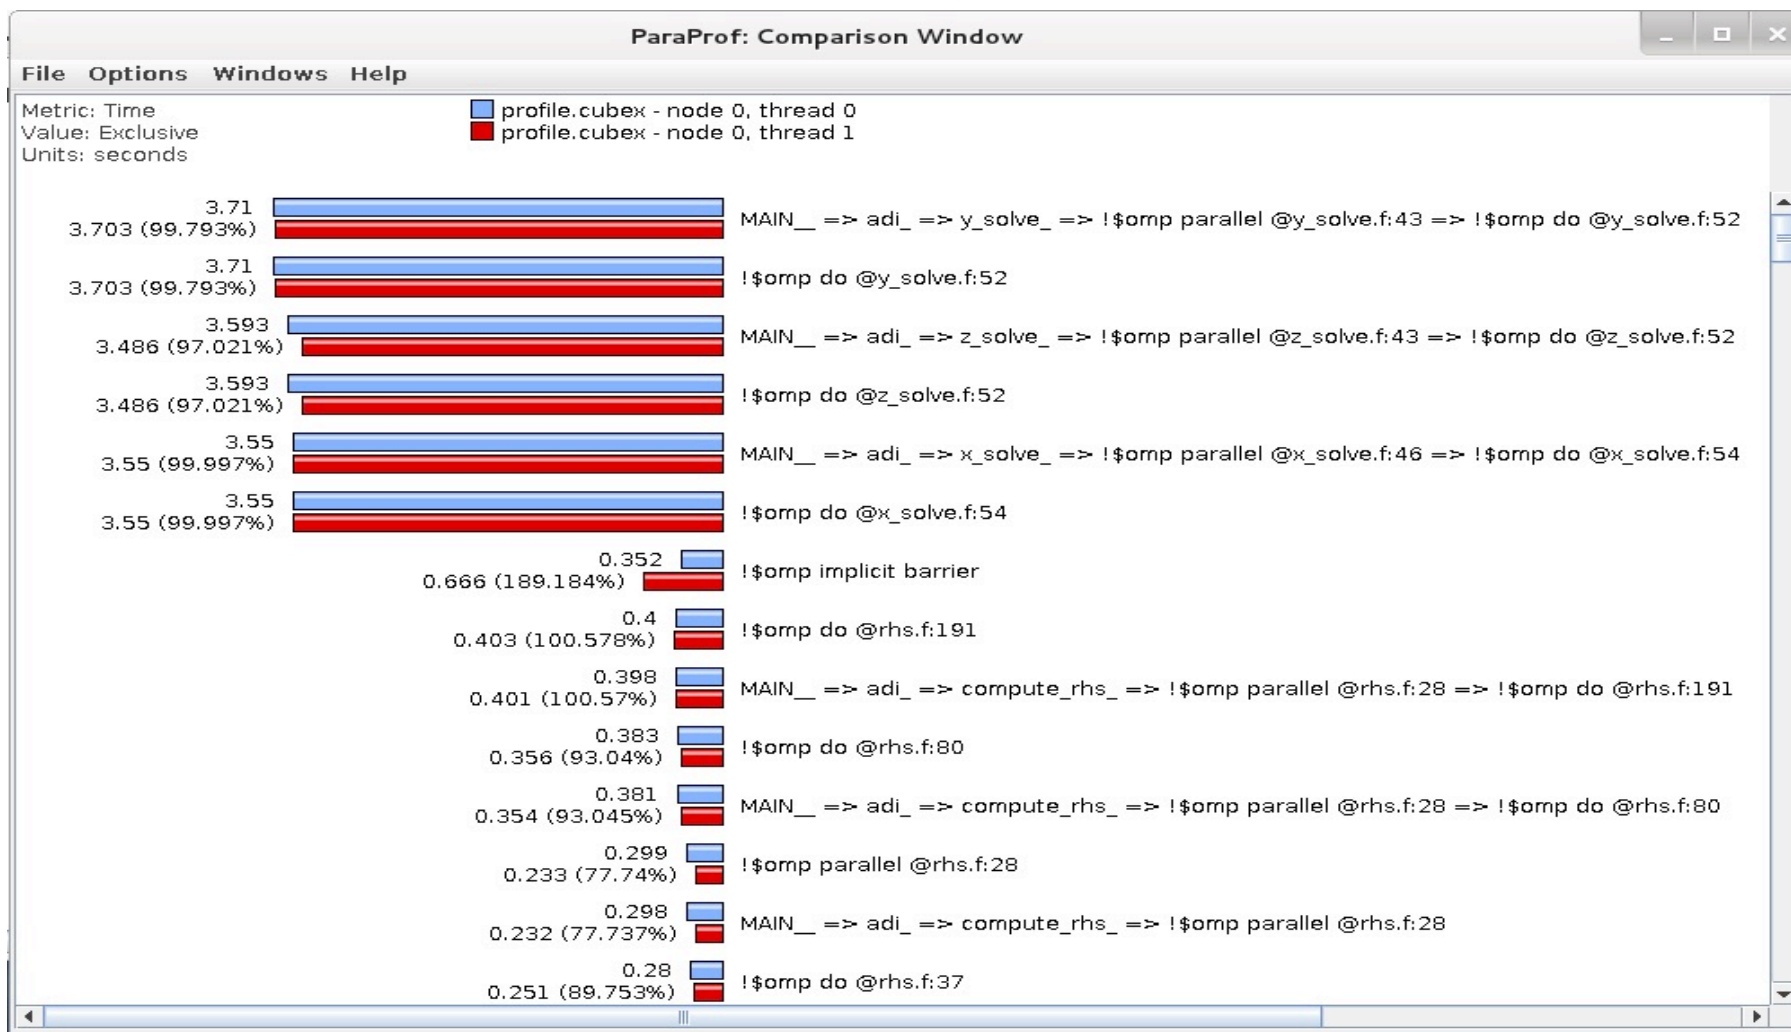 ParaProf: Comparison Window
File Options Windows Help
Metric: Time
Value: Exclusive
Units: seconds
profile.cubex - node 0, thread 0
profile.cubex - node 0, thread 1
3.71
3.703 (99.793%)
MAIN__ => adi_ => y_solve_ => !$omp parallel @y_solve.f:43 => !$omp do @y_solve.f:52
3.71
3.703 (99.793%)
!$omp do @y_solve.f:52
3.593
3.486 (97.021%)
MAIN__ => adi_ => z_solve_ => !$omp parallel @z_solve.f:43 => !$omp do @z_solve.f:52
3.593
3.486 (97.021%)
!$omp do @z_solve.f:52
3.55
3.55 (99.997%)
MAIN__ => adi_ => x_solve_ => !$omp parallel @x_solve.f:46 => !$omp do @x_solve.f:54
3.55
3.55 (99.997%)
!$omp do @x_solve.f:54
0.352
0.666 (189.184%)
!$omp implicit barrier
0.4
0.403 (100.578%)
!$omp do @rhs.f:191
0.398
0.401 (100.57%)
MAIN__ => adi_ => compute_rhs_ => !$omp parallel @rhs.f:28 => !$omp do @rhs.f:191
0.383
0.356 (93.04%)
!$omp do @rhs.f:80
0.381
0.354 (93.045%)
MAIN__ => adi_ => compute_rhs_ => !$omp parallel @rhs.f:28 => !$omp do @rhs.f:80
0.299
0.233 (77.74%)
!$omp parallel @rhs.f:28
0.298
0.232 (77.737%)
MAIN__ => adi_ => compute_rhs_ => !$omp parallel @rhs.f:28
0.28
0.251 (89.753%)
!$omp do @rhs.f:37